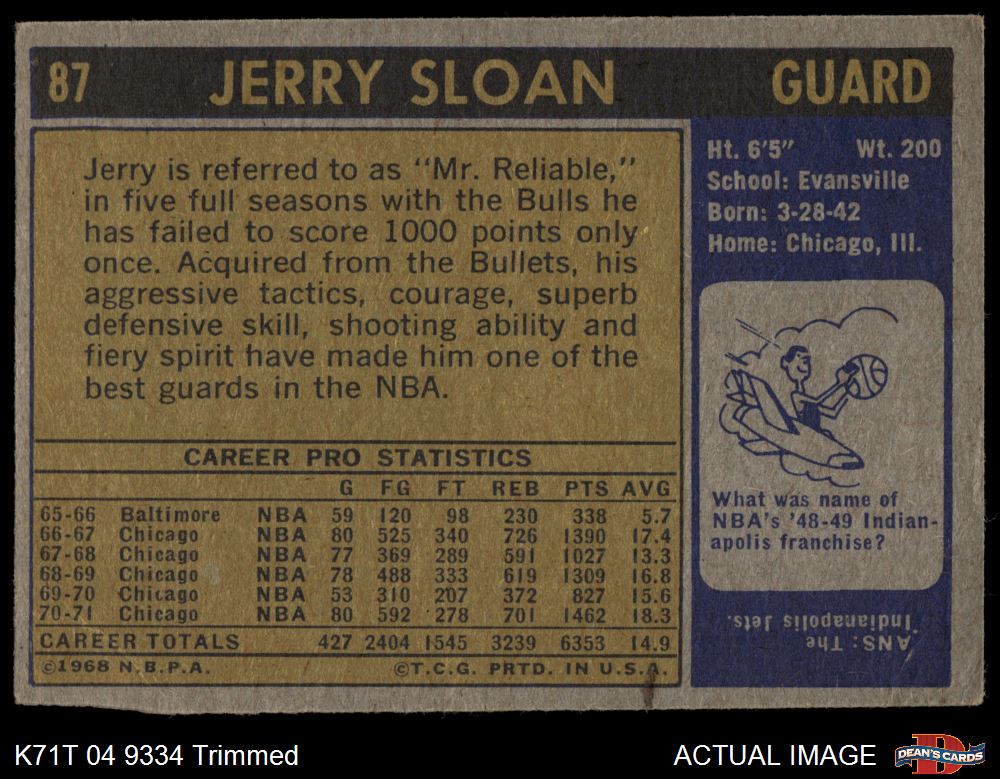 87 JERRY SLOAN GUARD
Jerry is referred to as "Mr. Reliable,"
in five full seasons with the Bulls he
has failed to score 1000 points only
once. Acquired from the Bullets, his
aggressive tactics, courage, superb
defensive skill, shooting ability and
fiery spirit have made him one of the
best guards in the NBA.
Ht. 6'5" Wt. 200
School: Evansville
Born: 3-28-42
Home: Chicago, Ill.
What was name of
NBA's '48-49 Indian-
apolis franchise?
ANS: The
Indianapolis Jets.
CAREER PRO STATISTICS
G FG FT REB PTS AVG
65-66 Baltimore NBA 59 120 98 230 338 5.7
66-67 Chicago NBA 80 525 340 726 1390 17.4
67-68 Chicago NBA 77 369 289 591 1027 13.3
68-69 Chicago NBA 78 488 333 619 1309 16.8
69-70 Chicago NBA 53 310 207 372 827 15.6
70-71 Chicago NBA 80 592 278 701 1462 18.3
CAREER TOTALS 427 2404 1545 3239 6353 14.9
©1968 N.B.P.A. ©T.C.G. PRTD. IN U.S.A.
K71T 04 9334 Trimmed ACTUAL IMAGE DEAN'S CARDS